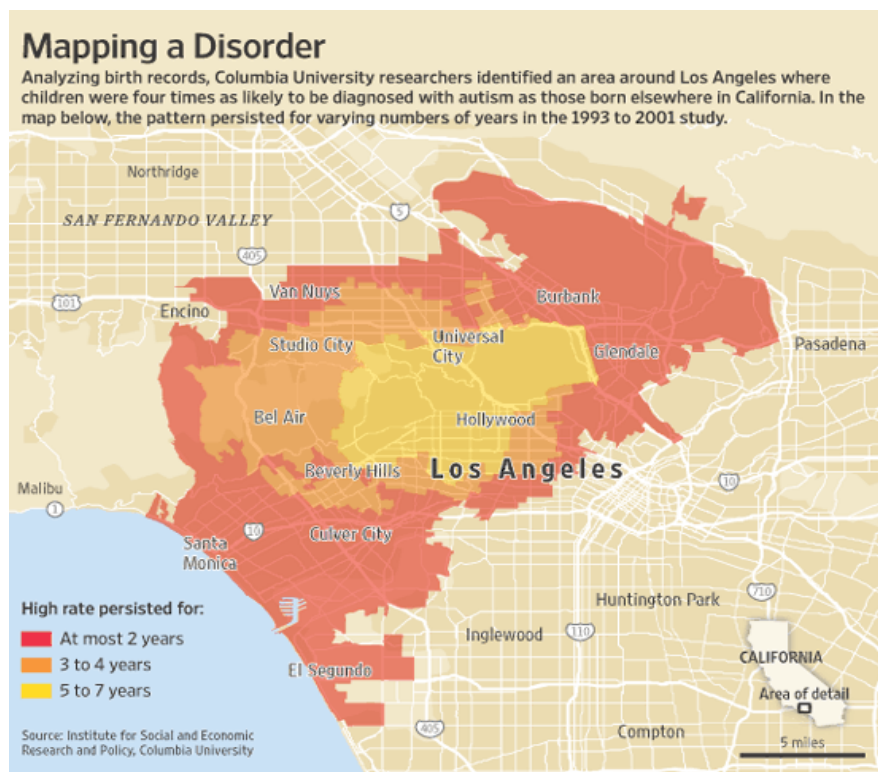 Mapping a Disorder
Analyzing birth records, Columbia University researchers identified an area around Los Angeles where
children were four times as likely to be diagnosed with autism as those born elsewhere in California. In the
map below, the pattern persisted for varying numbers of years in the 1993 to 2001 study.
Northridge
SAN FERNANDO VALLEY
5
405
101
Van Nuys
Encino
Burbank
Studio City
Universal
City
Glendale
Pasadena
Bel Air
Hollywood
Beverly Hills
Los Angeles
Malibu
1
10
10
Culver City
Santa
Monica
High rate persisted for:
At most 2 years
3 to 4 years
5 to 7 years
Huntington Park
710
Inglewood
110
El Segundo
CALIFORNIA
Area of detail
405
Compton
5 miles
Source: Institute for Social and Economic
Research and Policy, Columbia University